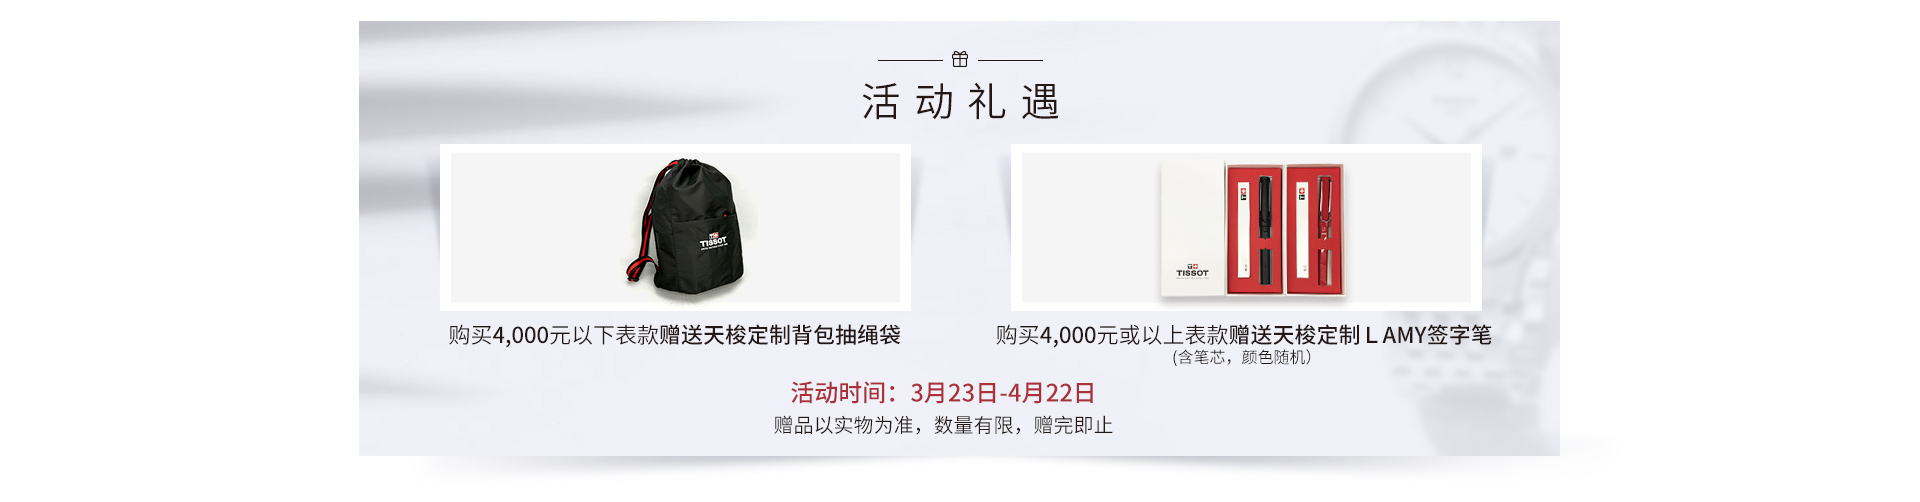 活动礼遇
TISSOT
TISSOT
购买4,000元以下表款赠送天梭定制背包抽绳袋
购买4,000元或以上表款赠送天梭定制 L AMY签字笔
(含笔芯，颜色随机）
活动时间：3月23日-4月22日
赠品以实物为准，数量有限，赠完即止